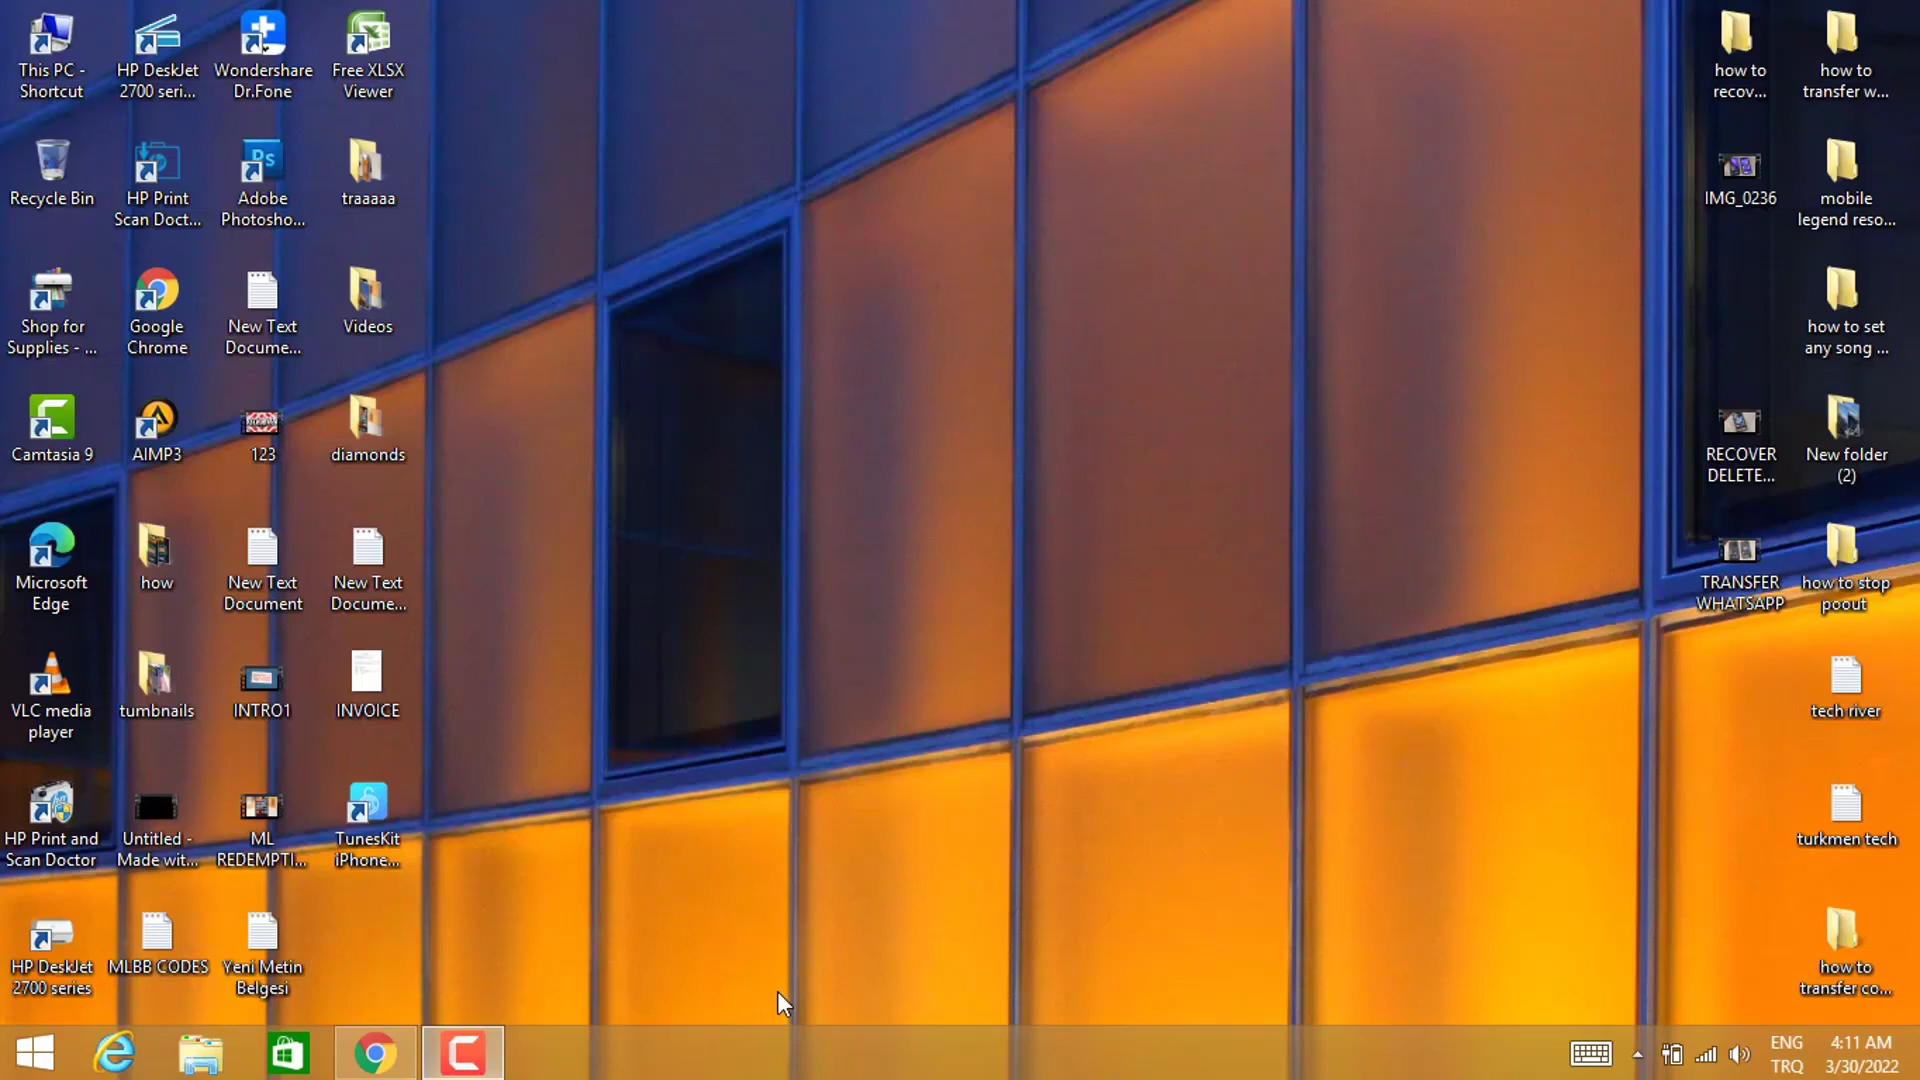 This PC -
Shortcut
HP DeskJet
2700 seri...
Wondershare
Dr.Fone
Free XLSX
Viewer
how to
recov...
how to
transfer w...
Recycle Bin
HP Print
Scan Doct...
Ps
Adobe
Photosho...
traaaaa
IMG_0236
mobile
legend reso...
Shop for
Supplies - ...
Google
Chrome
New Text
Docume...
Videos
how to set
any song ...
Camtasia 9
AIMP3
123
diamonds
RECOVER
DELETE...
New folder
(2)
Microsoft
Edge
how
New Text
Document
New Text
Docume...
TRANSFER
WHATSAPP
how to stop
poout
VLC media
player
tumbnails
INTRO1
INVOICE
tech river
HP Print and
Scan Doctor
Untitled -
Made wit...
ML
REDEMPTI...
TunesKit
iPhone...
turkmen tech
HP DeskJet
2700 series
MLBB CODES
Yeni Metin
Belgesi
how to
transfer co...
ENG
TRQ
4:11 AM
3/30/2022